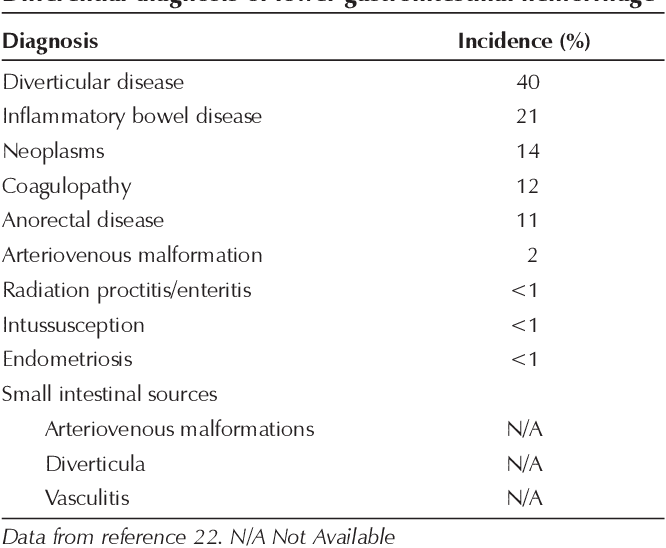 Differential diagnosis of lower gastrointestinal hemorrhage
Diagnosis Incidence (%)
Diverticular disease 40
Inflammatory bowel disease 21
Neoplasms 14
Coagulopathy 12
Anorectal disease 11
Arteriovenous malformation 2
Radiation proctitis/enteritis <1
Intussusception <1
Endometriosis <1
Small intestinal sources
Arteriovenous malformations N/A
Diverticula N/A
Vasculitis N/A
Data from reference 22. N/A Not Available